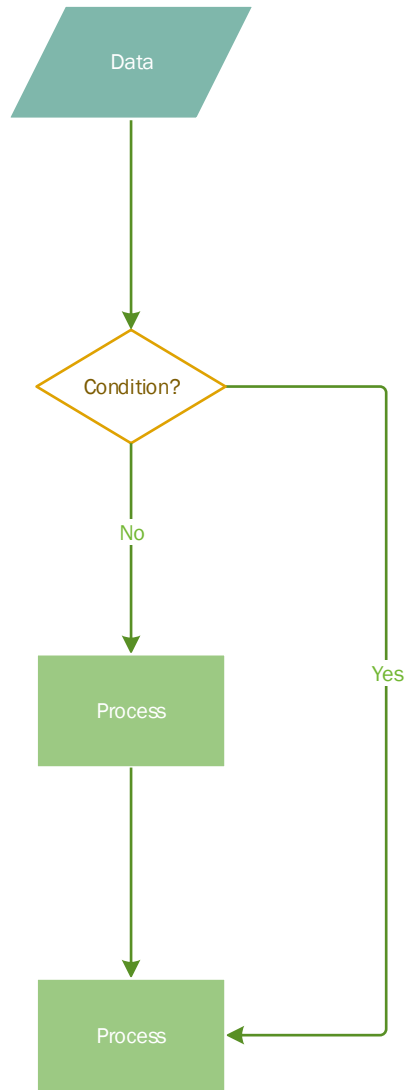 Data
Condition?
No
Yes
Process
Process